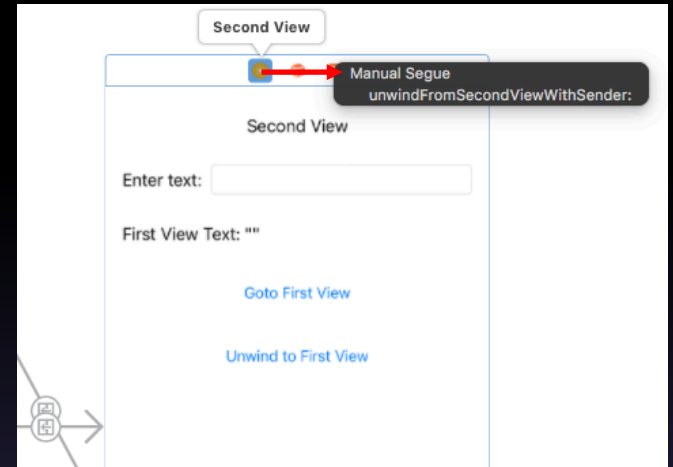 Second View
Manual Segue
unwindFromSecondViewWithSender:
Second View
Enter text:
First View Text: ""
Goto First View
Unwind to First View